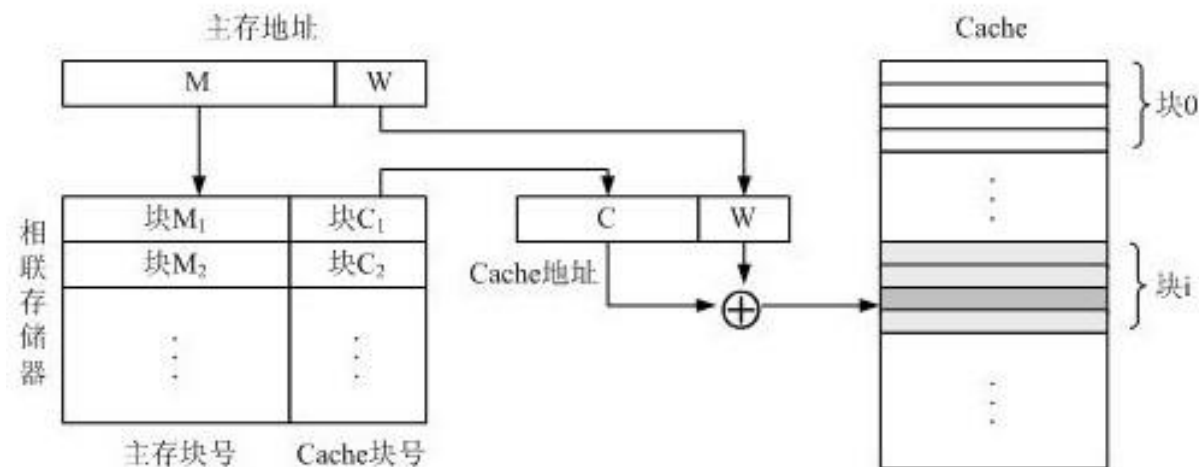 主存地址
Cache
M
W
块0
块M₁
块C₁
C
W
相联存储器
块M₂
块C₂
Cache地址
块i
主存块号
Cache块号